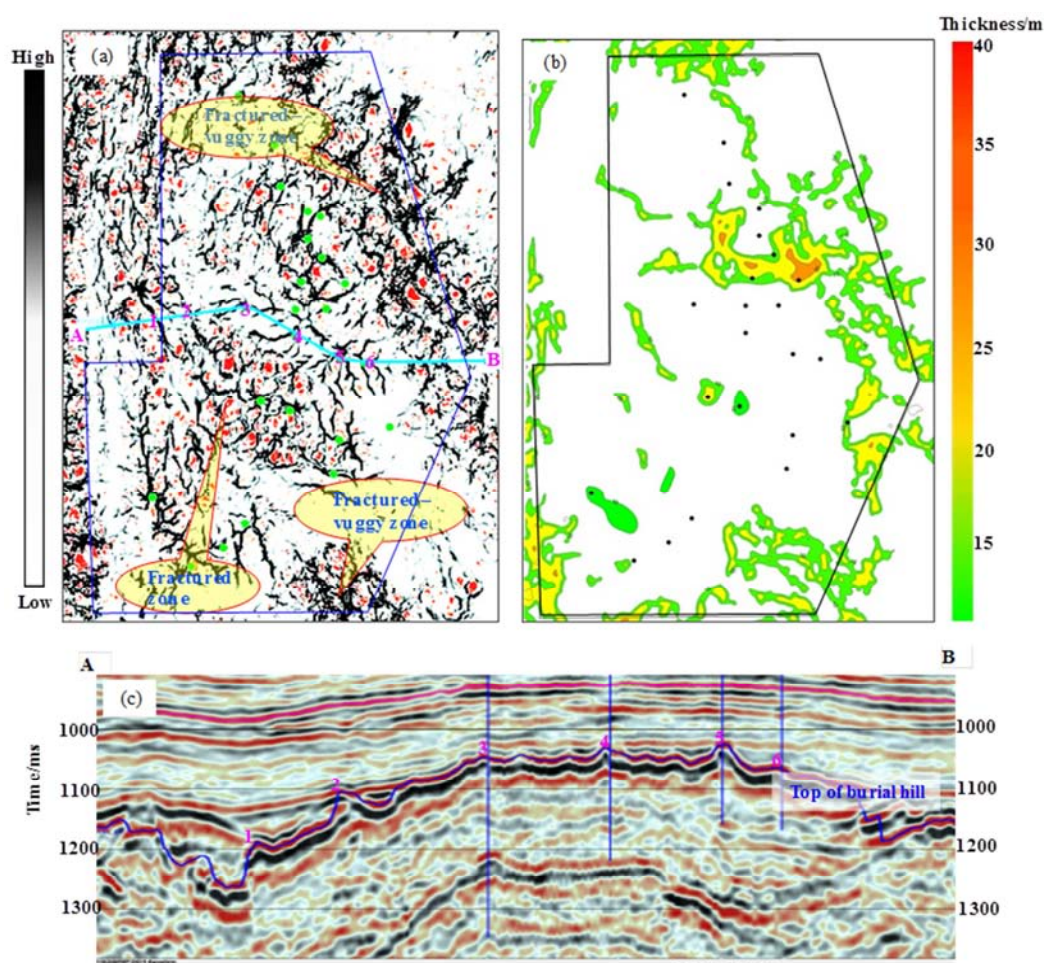 High
Low
(a)
Fractured–
vuggy zone
A
1
2
3
4
5
6
B
Fractured–
vuggy zone
Fractured
zone
(b)
Thickness/m
40
35
30
25
20
15
A
B
(c)
Time/ms
1000
1100
1200
1300
1
2
3
4
5
6
Top of burial hill
1000
1100
1200
1300